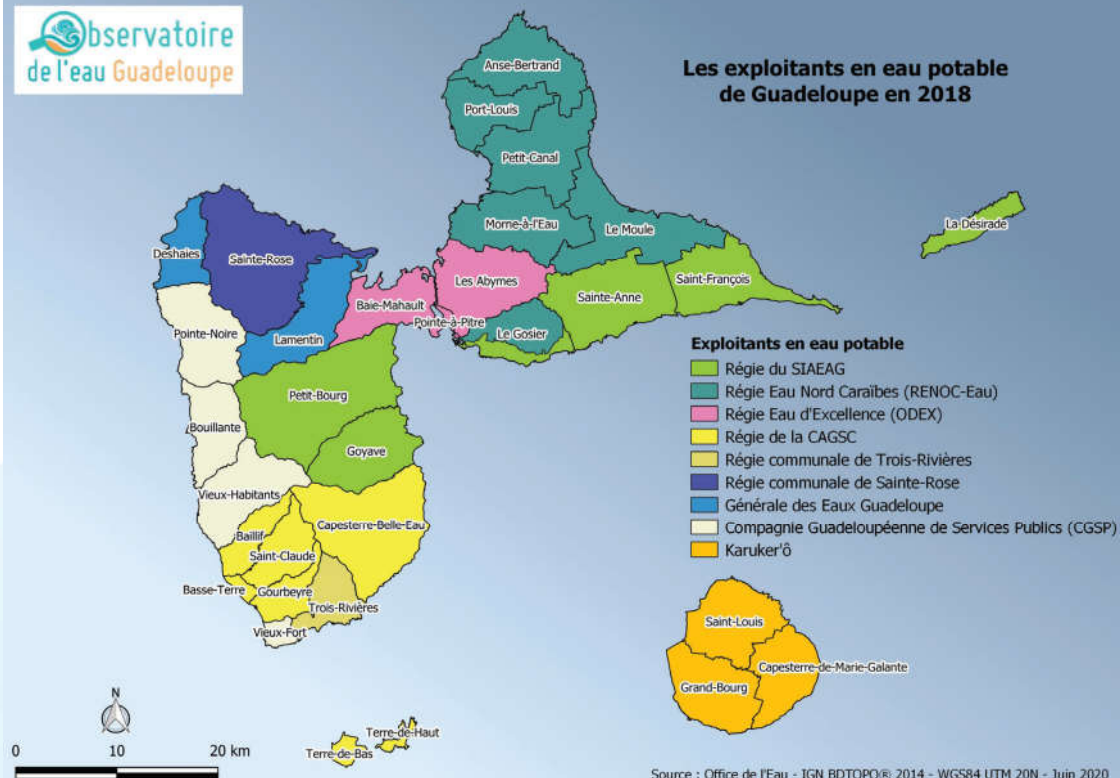 Observatoire
de l'eau Guadeloupe
Les exploitants en eau potable
de Guadeloupe en 2018
Anse-Bertrand
Port-Louis
Petit-Canal
Morne-à-l'Eau
Le Moule
La Désirade
Deshaies
Sainte-Rose
Les Abymes
Saint-François
Sainte-Anne
Baie-Mahault
Pointe-à-Pitre
Le Gosier
Pointe-Noire
Lamentin
Petit-Bourg
Bouillante
Goyave
Vieux-Habitants
Capesterre-Belle-Eau
Baillif
Saint-Claude
Basse-Terre
Gourbeyre
Trois-Rivières
Vieux-Fort
Exploitants en eau potable
Régie du SIAEAG
Régie Eau Nord Caraïbes (RENOC-Eau)
Régie Eau d'Excellence (ODEX)
Régie de la CAGSC
Régie communale de Trois-Rivières
Régie communale de Sainte-Rose
Générale des Eaux Guadeloupe
Compagnie Guadeloupéenne de Services Publics (CGSP)
Karuker'ô
Saint-Louis
Capesterre-de-Marie-Galante
Grand-Bourg
Terre-de-Haut
Terre-de-Bas
N
0 10 20 km
Source : Office de l'Eau - IGN BDTOPO® 2014 - WGS84 UTM 20N - Juin 2020